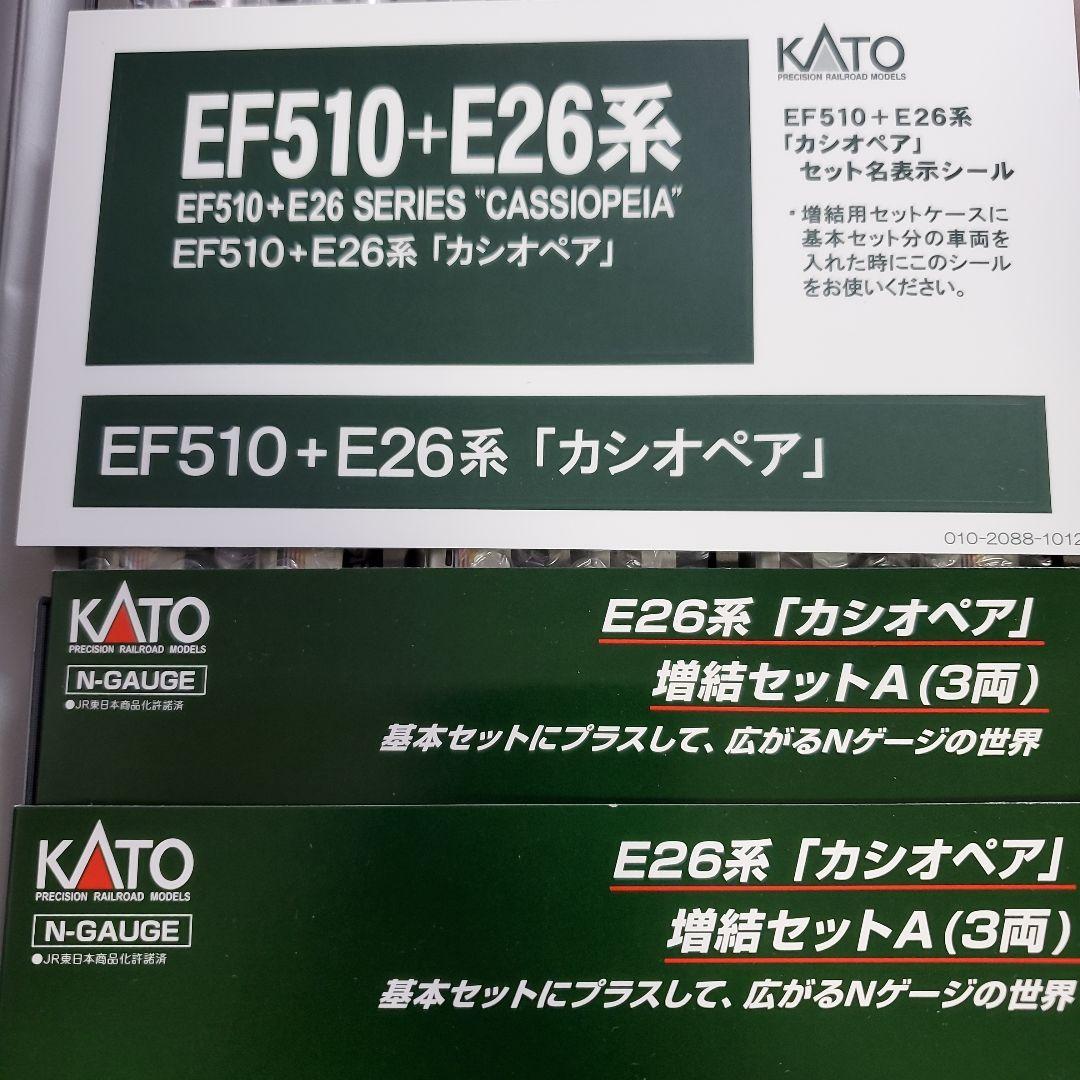 EF510+E26系
EF510+E26 SERIES "CASSIOPEIA"
EF510+E26系「カシオペア」
KATO
PRECISION RAILROAD MODELS
EF510+E26系
「カシオペア」
セット名表示シール
・増結用セットケースに
基本セット分の車両を
入れた時にこのシール
をお使いください。
EF510+E26系「カシオペア」
010-2088-1012
KATO
PRECISION RAILROAD MODELS
N-GAUGE
●JR東日本商品化許諾済
E26系「カシオペア」
増結セットA(3両)
基本セットにプラスして、広がるNゲージの世界
KATO
PRECISION RAILROAD MODELS
N-GAUGE
●JR東日本商品化許諾済
E26系「カシオペア」
増結セットA(3両)
基本セットにプラスして、広がるNゲージの世界